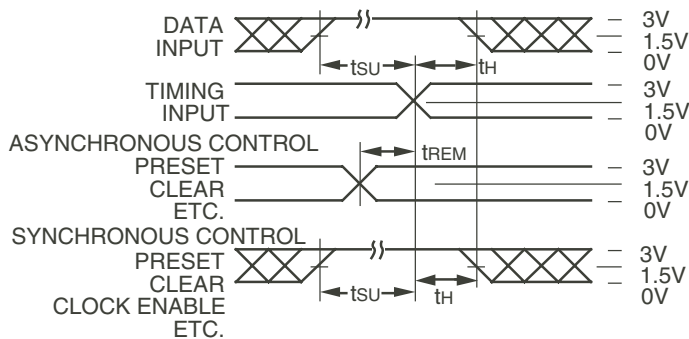 DATA
INPUT
3V
1.5V
0V
tSU
tH
TIMING
INPUT
3V
1.5V
0V
ASYNCHRONOUS CONTROL
tREM
PRESET
CLEAR
ETC.
3V
1.5V
0V
SYNCHRONOUS CONTROL
PRESET
CLEAR
CLOCK ENABLE
ETC.
3V
1.5V
0V
tSU
tH